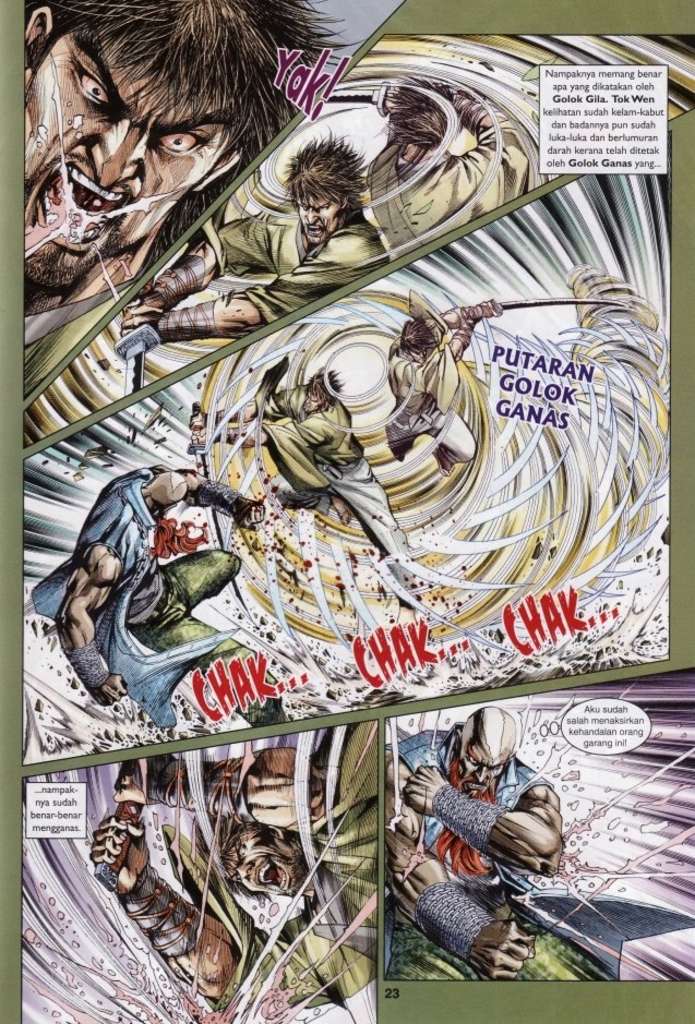 Yak!
Nampaknya memang benar
apa yang dikatakan oleh
Golok Gila. Tok Wen
kelihatan sudah kelam-kabut
dan badannya pun sudah
luka-luka dan berlumuran
darah kerana telah ditetak
oleh Golok Ganas yang...
PUTARAN
GOLOK
GANAS
CHAK...
CHAK...
CHAK...
...nampak-
nya sudah
benar-benar
mengganas.
Aku sudah
salah menaksirkan
kehandalan orang
garang ini!
23